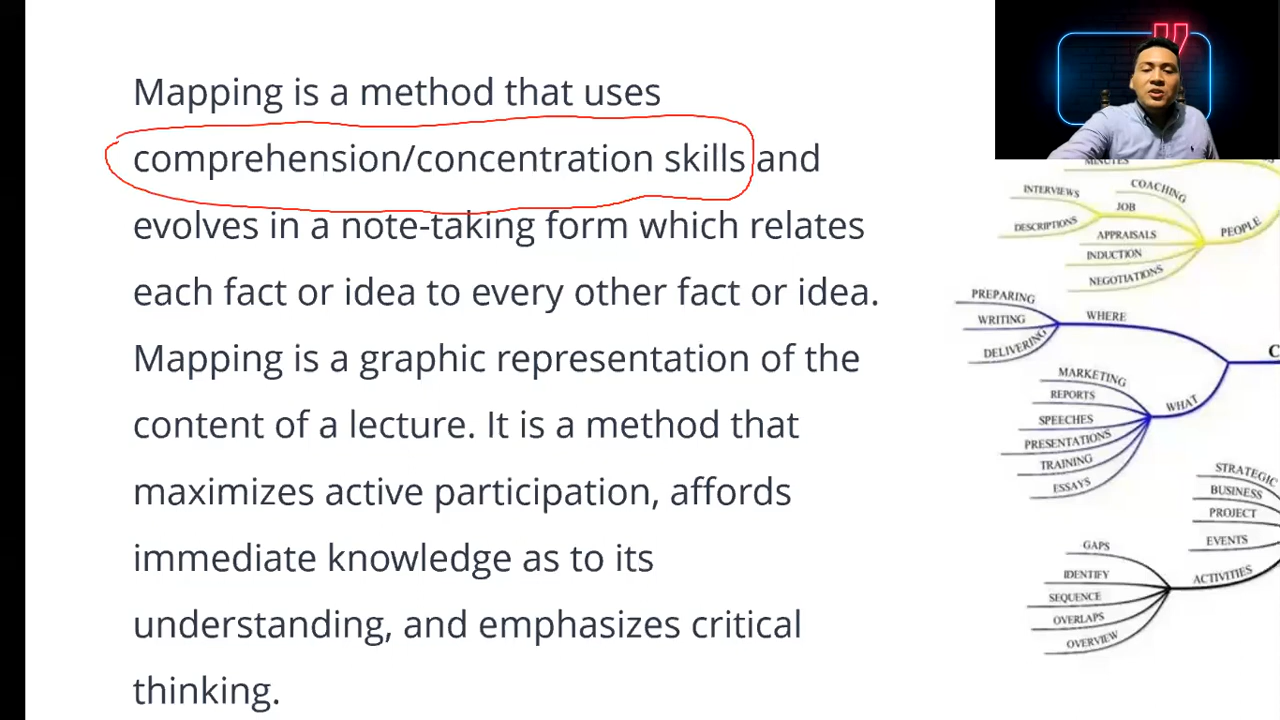 Mapping is a method that uses
comprehension/concentration skills and
evolves in a note-taking form which relates
each fact or idea to every other fact or idea.
Mapping is a graphic representation of the
content of a lecture. It is a method that
maximizes active participation, affords
immediate knowledge as to its
understanding, and emphasizes critical
thinking.
MINUTES
INTERVIEWS
COACHING
JOB
DESCRIPTIONS
APPRAISALS
PEOPLE
INDUCTION
NEGOTIATIONS
PREPARING
WHERE
WRITING
DELIVERING
C
MARKETING
REPORTS
WHAT
SPEECHES
PRESENTATIONS
TRAINING
ESSAYS
STRATEGIC
BUSINESS
PROJECT
EVENTS
GAPS
ACTIVITIES
IDENTIFY
SEQUENCE
OVERLAPS
OVERVIEW